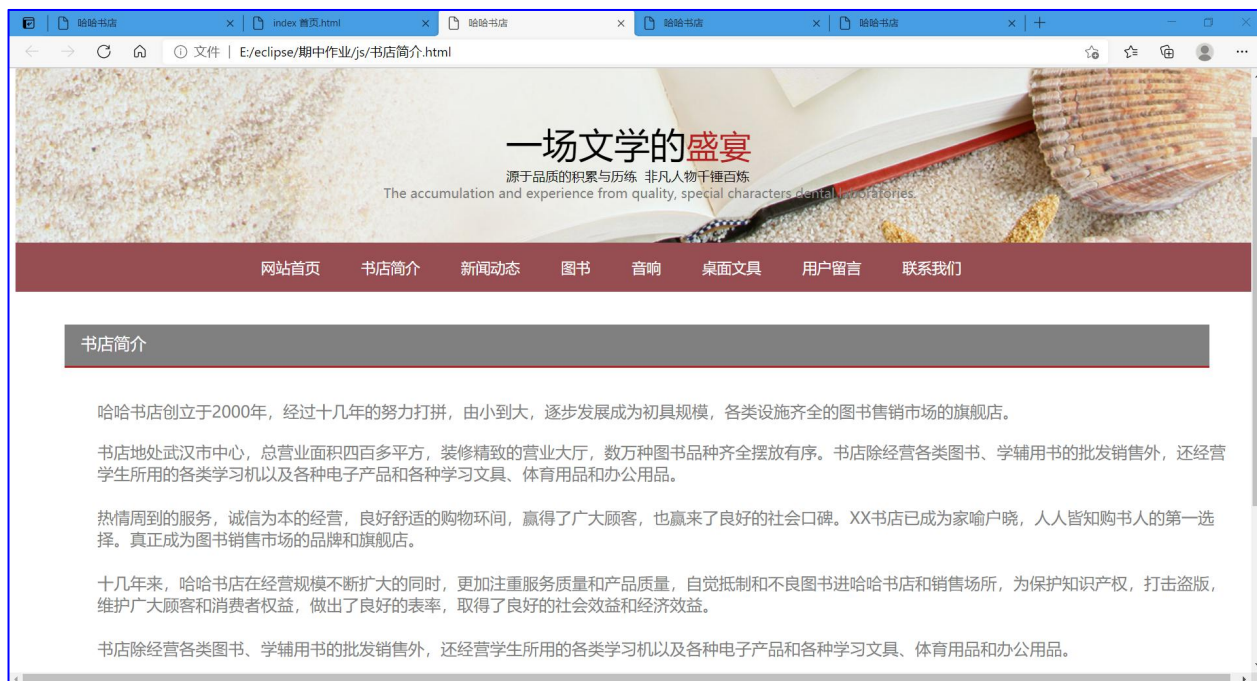 哈哈书店
index 首页.html
哈哈书店
哈哈书店
哈哈书店
文件 | E:/eclipse/期中作业/js/书店简介.html
一场文学的盛宴
源于品质的积累与历练 非凡人物千锤百炼
The accumulation and experience from quality, special characters dental laboratories.
网站首页 书店简介 新闻动态 图书 音响 桌面文具 用户留言 联系我们
书店简介
哈哈书店创立于2000年，经过十几年的努力打拼，由小到大，逐步发展成为初具规模，各类设施齐全的图书售销市场的旗舰店。
书店地处武汉市中心，总营业面积四百多平方，装修精致的营业大厅，数万种图书品种齐全摆放有序。书店除经营各类图书、学辅用书的批发销售外，还经营
学生所用的各类学习机以及各种电子产品和各种学习文具、体育用品和办公用品。
热情周到的服务，诚信为本的经营，良好舒适的购物环间，赢得了广大顾客，也赢来了良好的社会口碑。XX书店已成为家喻户晓，人人皆知购书人的第一选
择。真正成为图书销售市场的品牌和旗舰店。
十几年来，哈哈书店在经营规模不断扩大的同时，更加注重服务质量和产品质量，自觉抵制和不良图书进哈哈书店和销售场所，为保护知识产权，打击盗版，
维护广大顾客和消费者权益，做出了良好的表率，取得了良好的社会效益和经济效益。
书店除经营各类图书、学辅用书的批发销售外，还经营学生所用的各类学习机以及各种电子产品和各种学习文具、体育用品和办公用品。